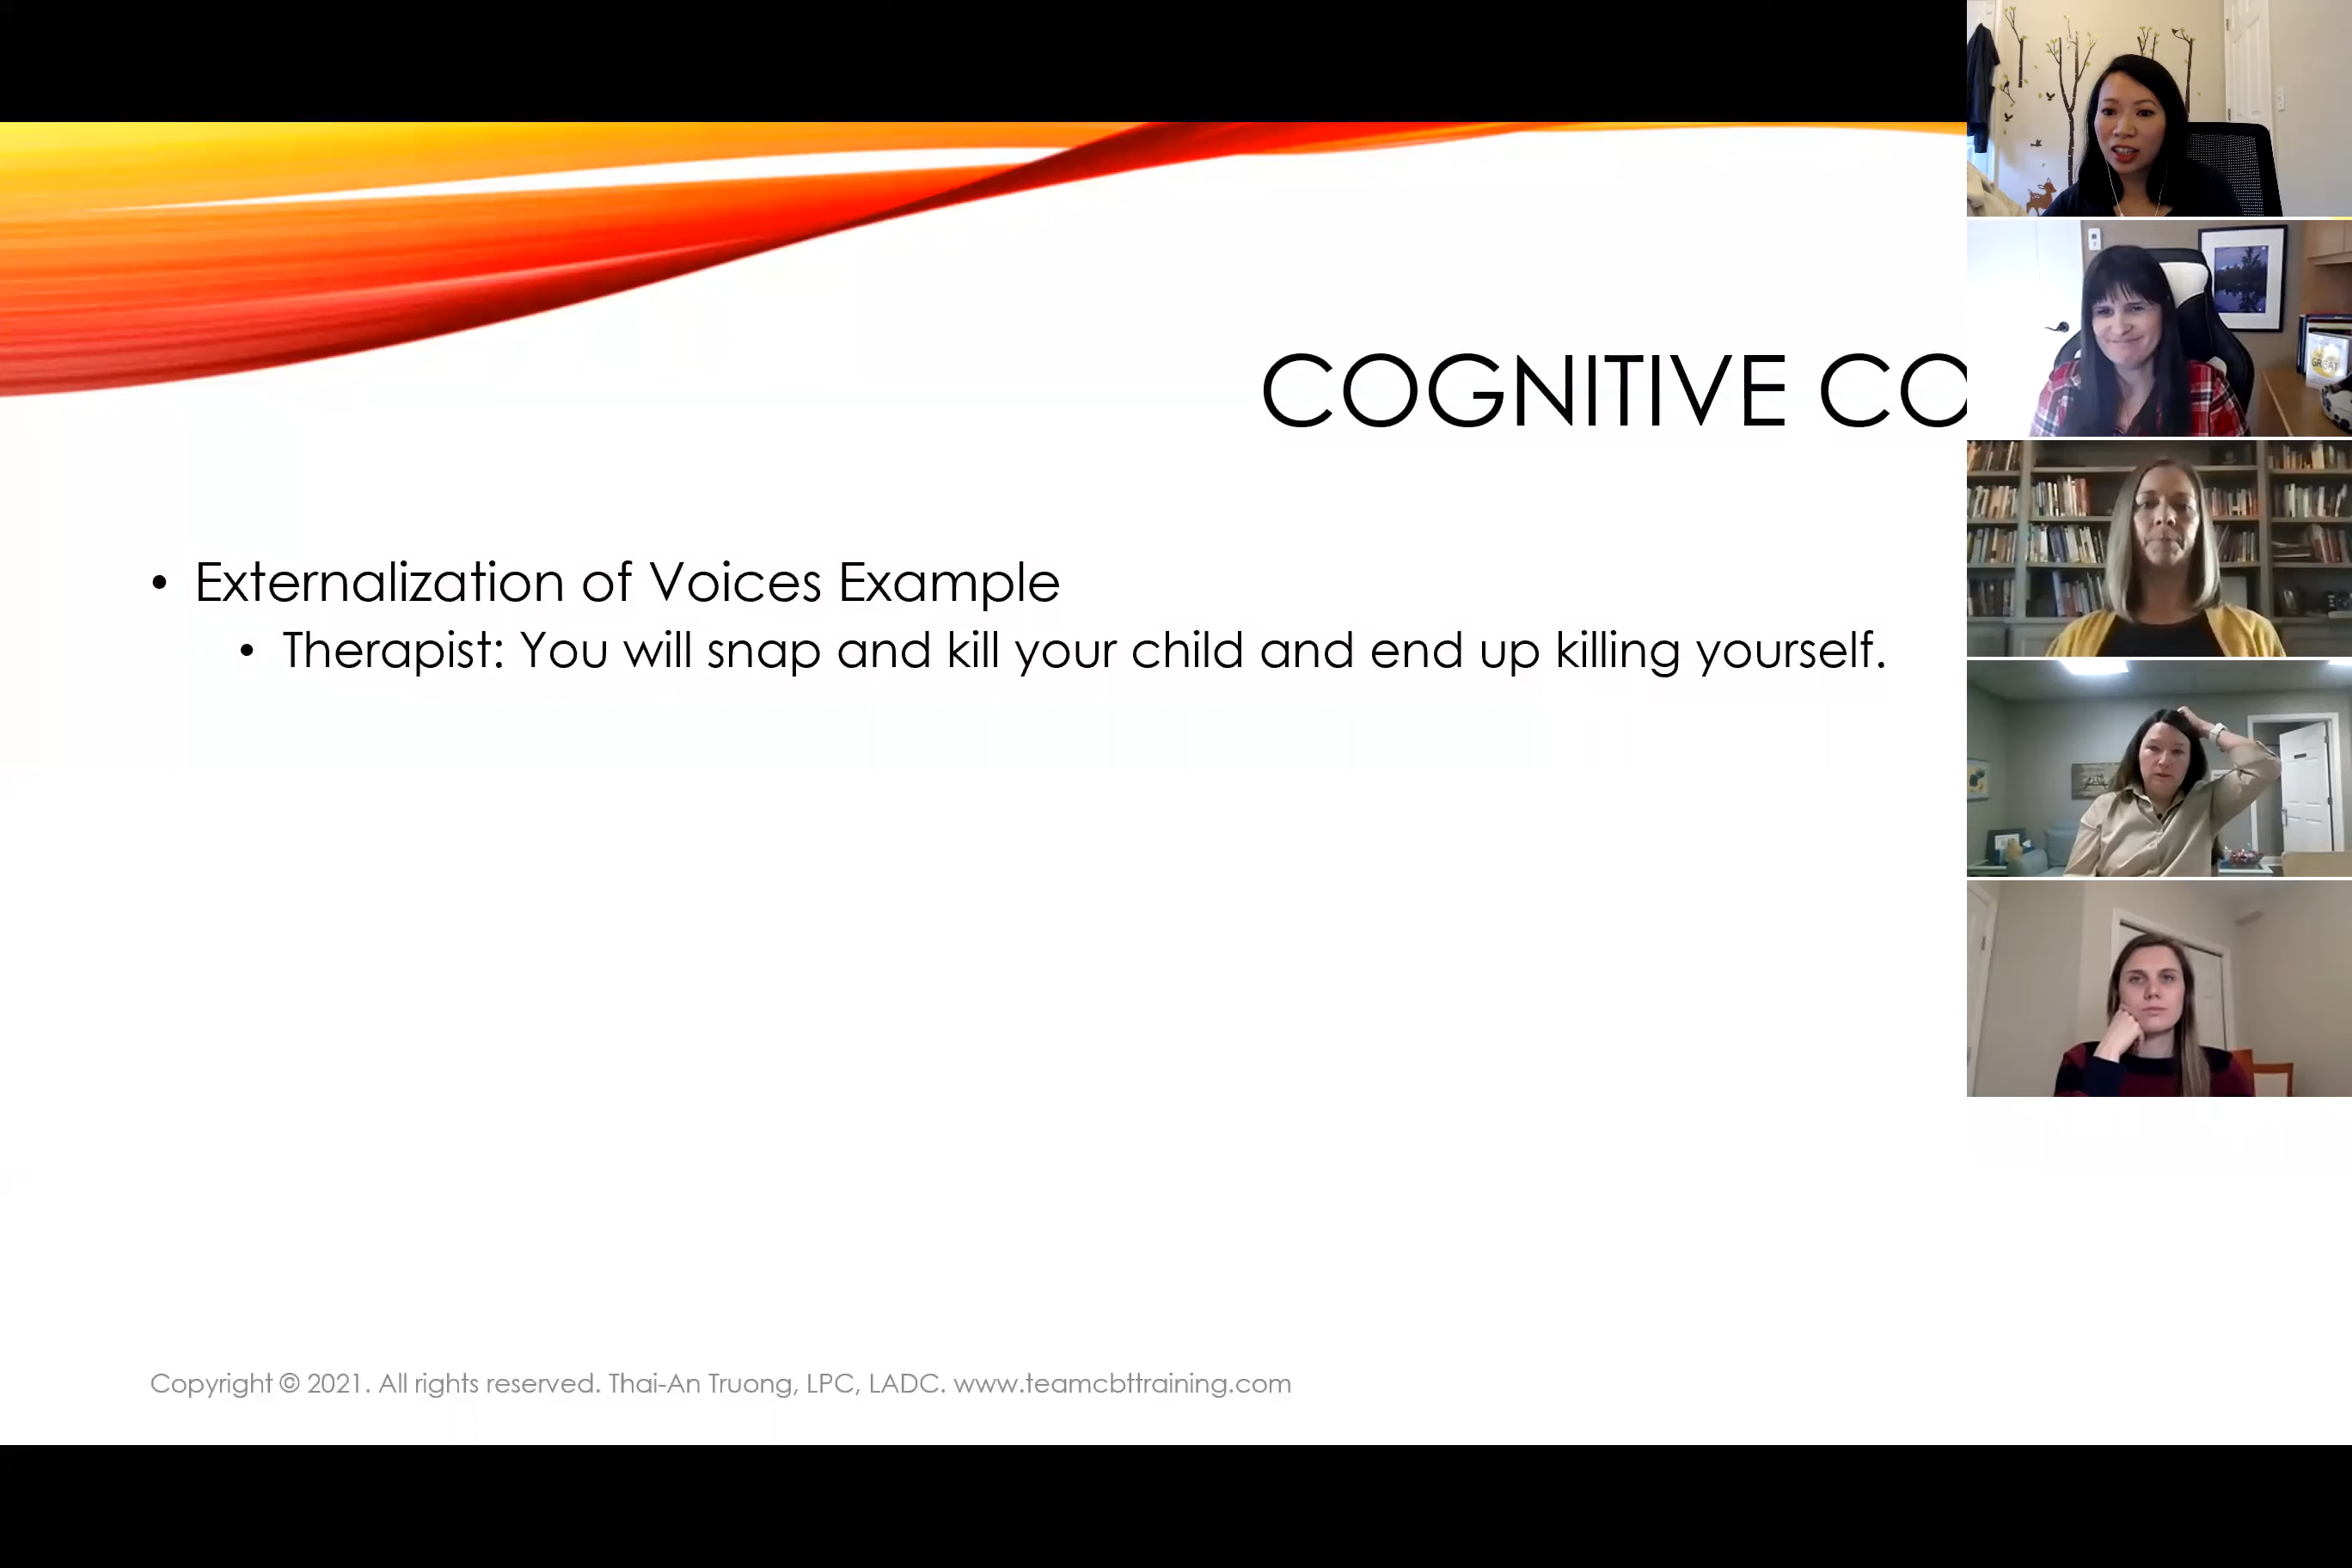 COGNITIVE CO
• Externalization of Voices Example
• Therapist: You will snap and kill your child and end up killing yourself.
Copyright © 2021. All rights reserved. Thai-An Truong, LPC, LADC. www.teamcbttraining.com
GREAT